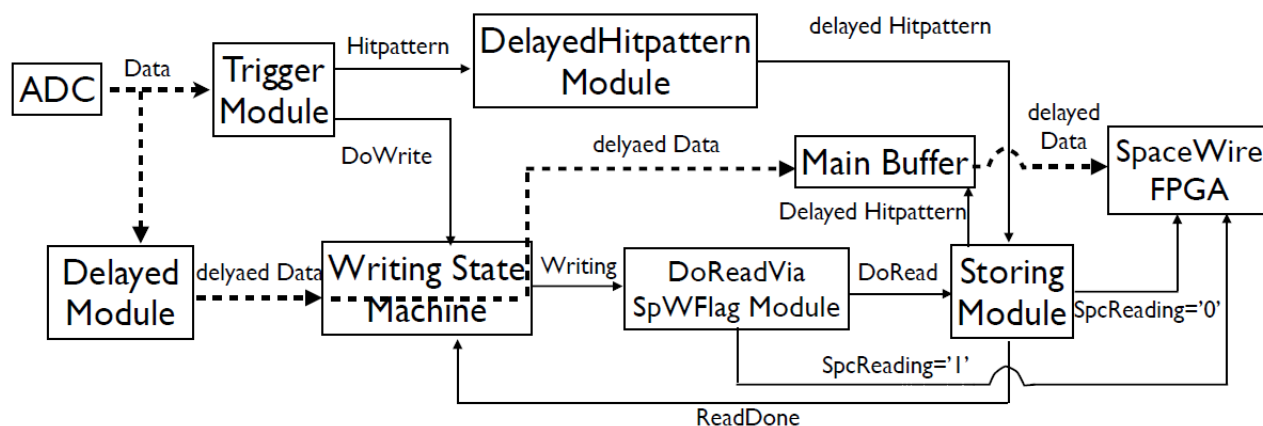 Hitpattern
DelayedHitpattern
Module
delayed Hitpattern
ADC
Data
Trigger
Module
DoWrite
delyaed Data
Main Buffer
delayed
Data
SpaceWire
FPGA
Delayed Hitpattern
Delayed
Module
delyaed Data
Writing State
Machine
Writing
DoReadVia
SpWFlag Module
DoRead
Storing
Module
SpcReading='0'
SpcReading='1'
ReadDone